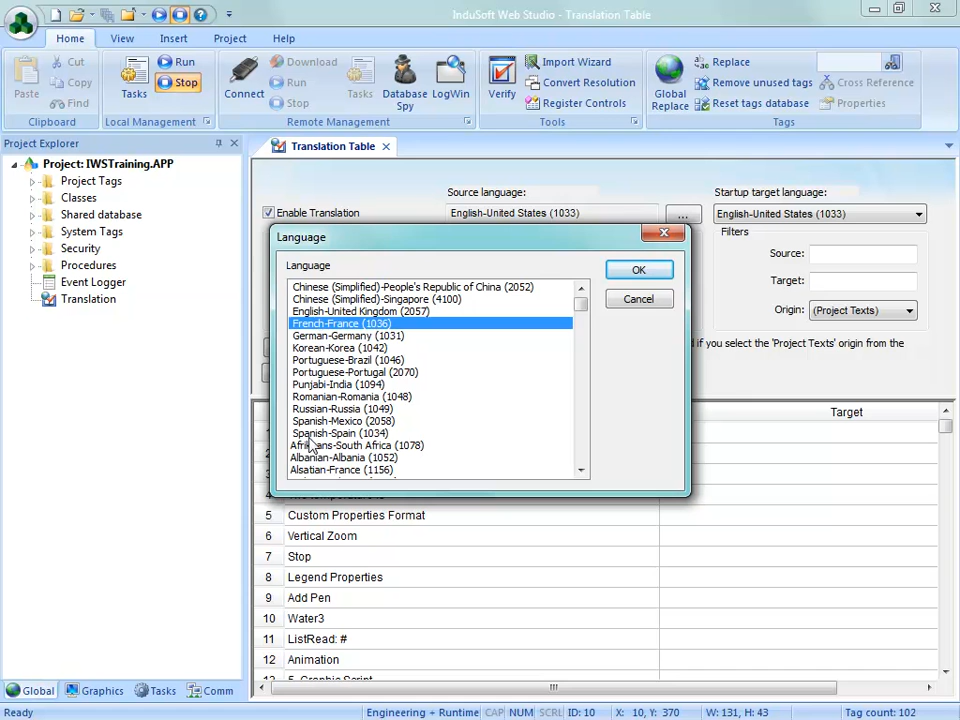 InduSoft Web Studio - Translation Table
Home View Insert Project Help
Paste Cut Copy Find Clipboard
Tasks Run Stop Local Management
Connect Download Run Stop Tasks Database Spy LogWin Remote Management
Verify Import Wizard Convert Resolution Register Controls Tools
Global Replace Replace Remove unused tags Reset tags database Cross Reference Properties Tags
Project Explorer
Project: IWSTraining.APP
Project Tags
Classes
Shared database
System Tags
Security
Procedures
Event Logger
Translation
Global Graphics Tasks Comm
Translation Table
Enable Translation
Source language:
English-United States (1033)
...
Startup target language:
English-United States (1033)
Filters
Source:
Target:
Origin: (Project Texts)
if you select the 'Project Texts' origin from the
Language
Language
Chinese (Simplified)-People's Republic of China (2052)
Chinese (Simplified)-Singapore (4100)
English-United Kingdom (2057)
French-France (1036)
German-Germany (1031)
Korean-Korea (1042)
Portuguese-Brazil (1046)
Portuguese-Portugal (2070)
Punjabi-India (1094)
Romanian-Romania (1048)
Russian-Russia (1049)
Spanish-Mexico (2058)
Spanish-Spain (1034)
Afrikaans-South Africa (1078)
Albanian-Albania (1052)
Alsatian-France (1156)
OK
Cancel
Target
5 Custom Properties Format
6 Vertical Zoom
7 Stop
8 Legend Properties
9 Add Pen
10 Water3
11 ListRead: #
12 Animation
Ready
Engineering + Runtime CAP NUM SCRL ID: 10 X: 10, Y: 370 W: 131, H: 43 Tag count: 102